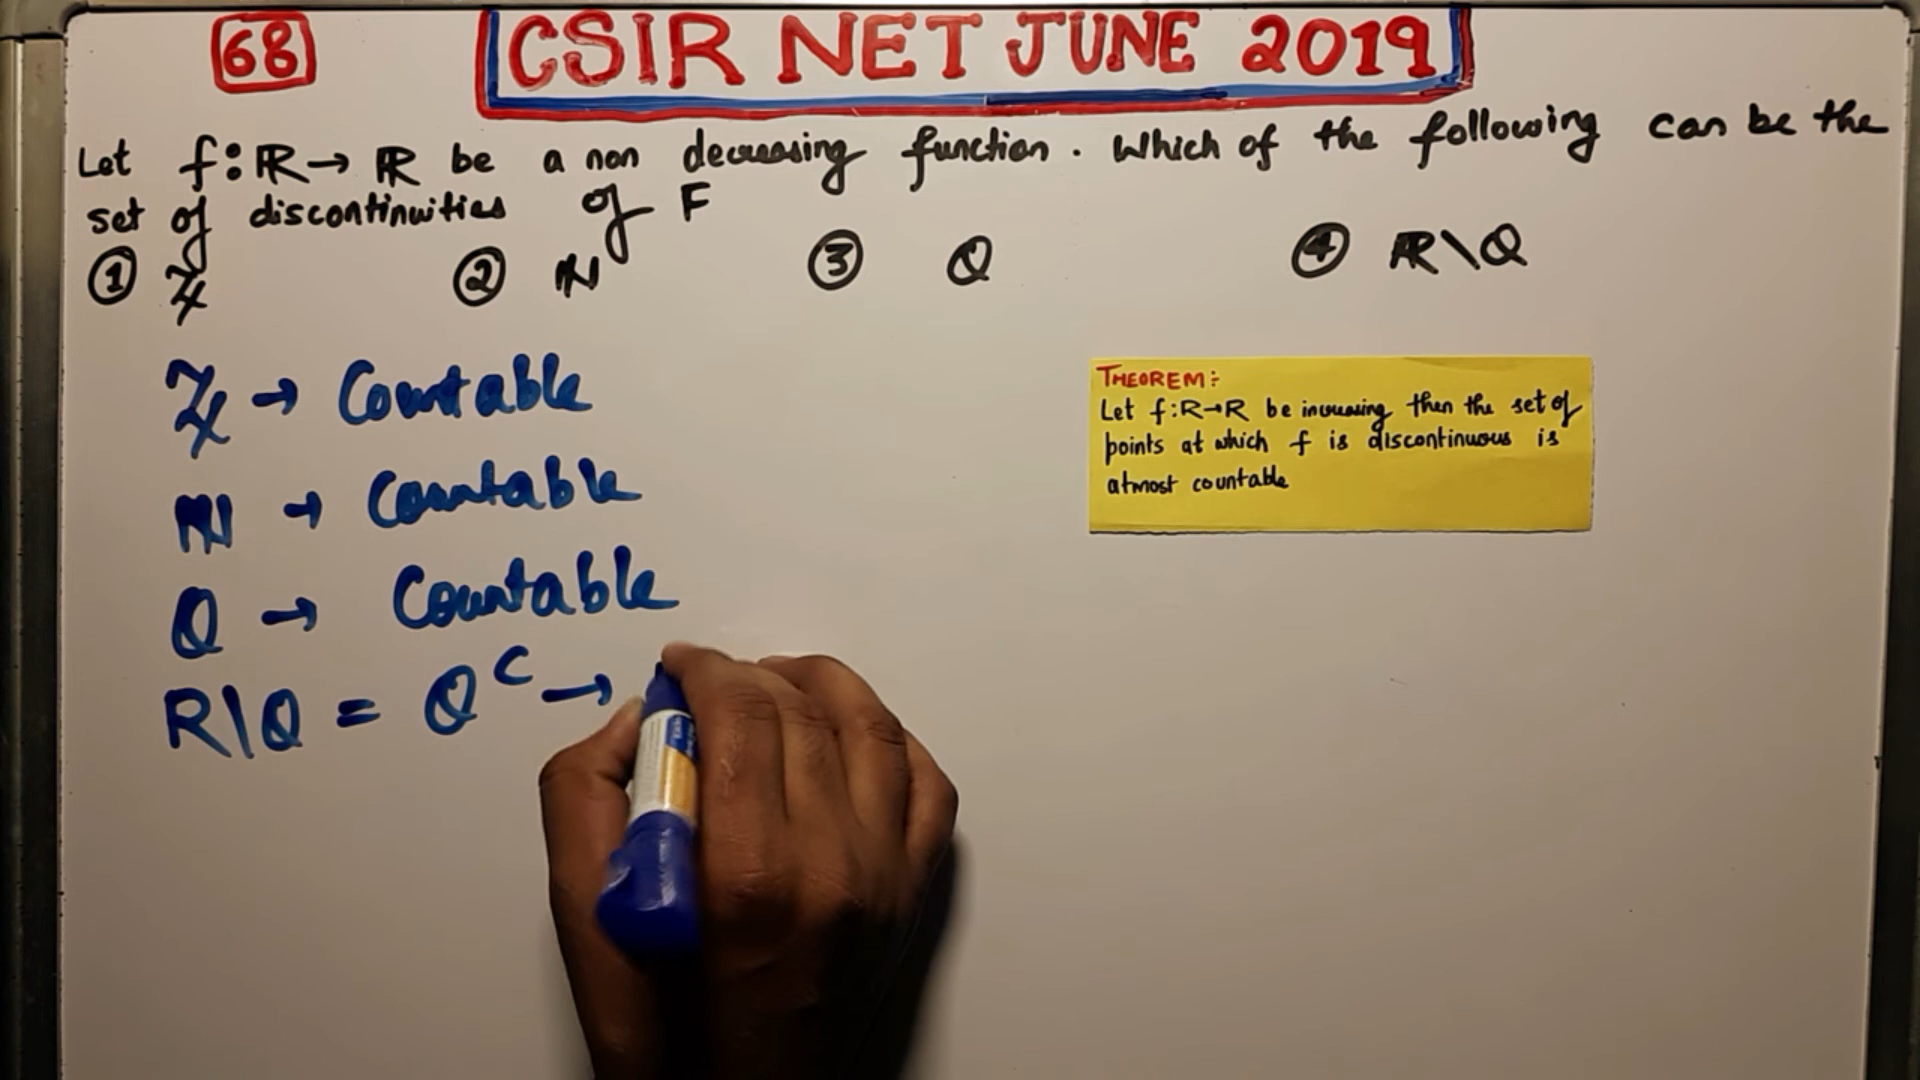 68
CSIR NET JUNE 2019
Let f:ℝ→ℝ be a non decreasing function. Which of the following can be the
set of discontinuities of F
① ℤ ② ℕ ③ Q ④ ℝ\Q
ℤ → Countable
ℕ → Countable
Q → Countable
R\Q = Q^C →
THEOREM:
Let f:R→R be increasing then the set of
points at which f is discontinuous is
atmost countable